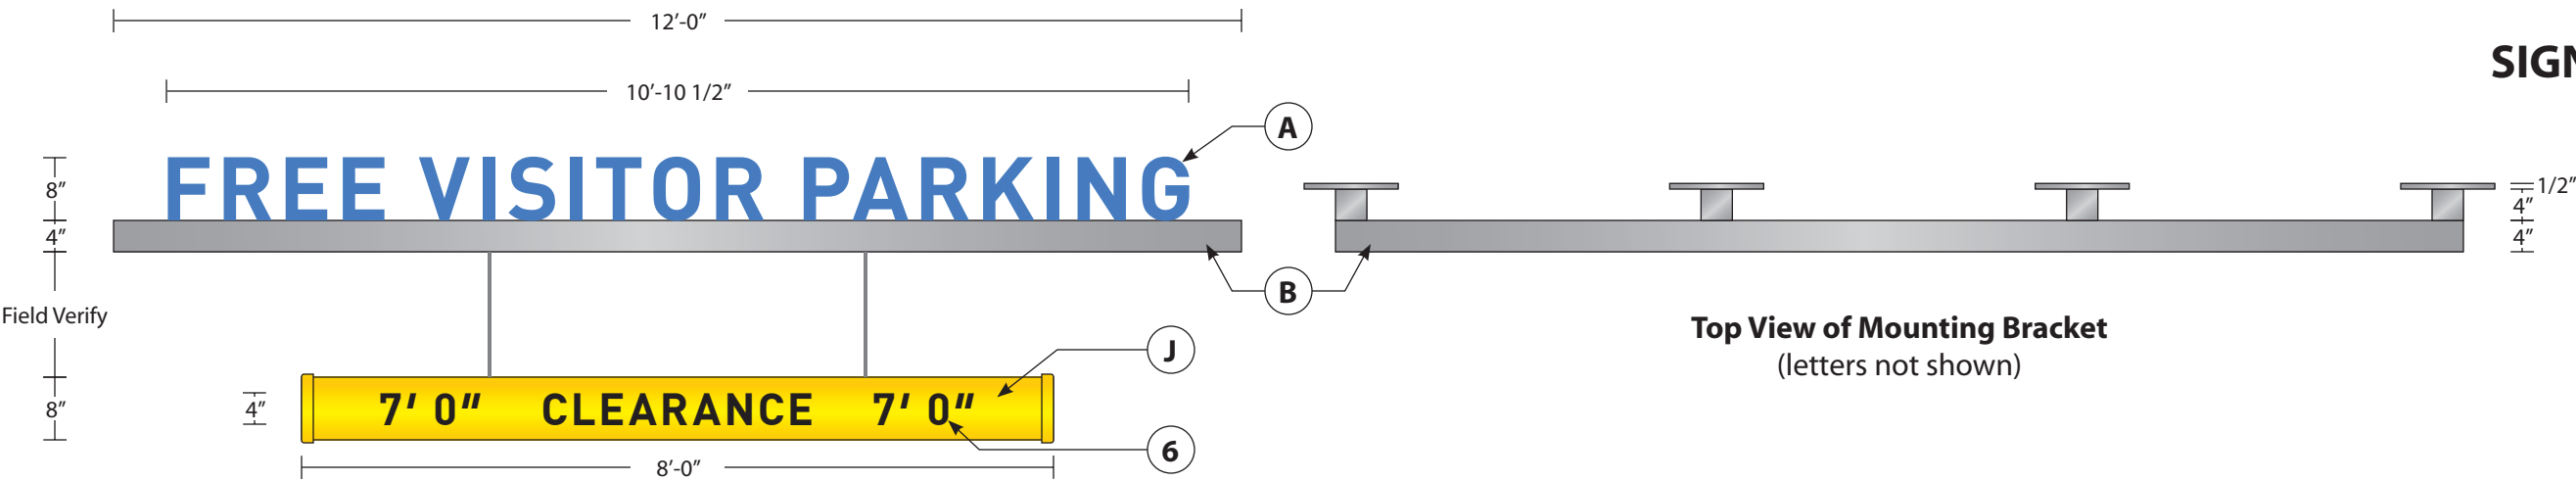 12’-0”
10’-10 1/2”
SIGN
A
8”
FREE VISITOR PARKING
1/2”
4”
4”
4”
B
Field Verify
Top View of Mounting Bracket
(letters not shown)
J
8”
4”
7' 0" CLEARANCE 7' 0"
6
8’-0”